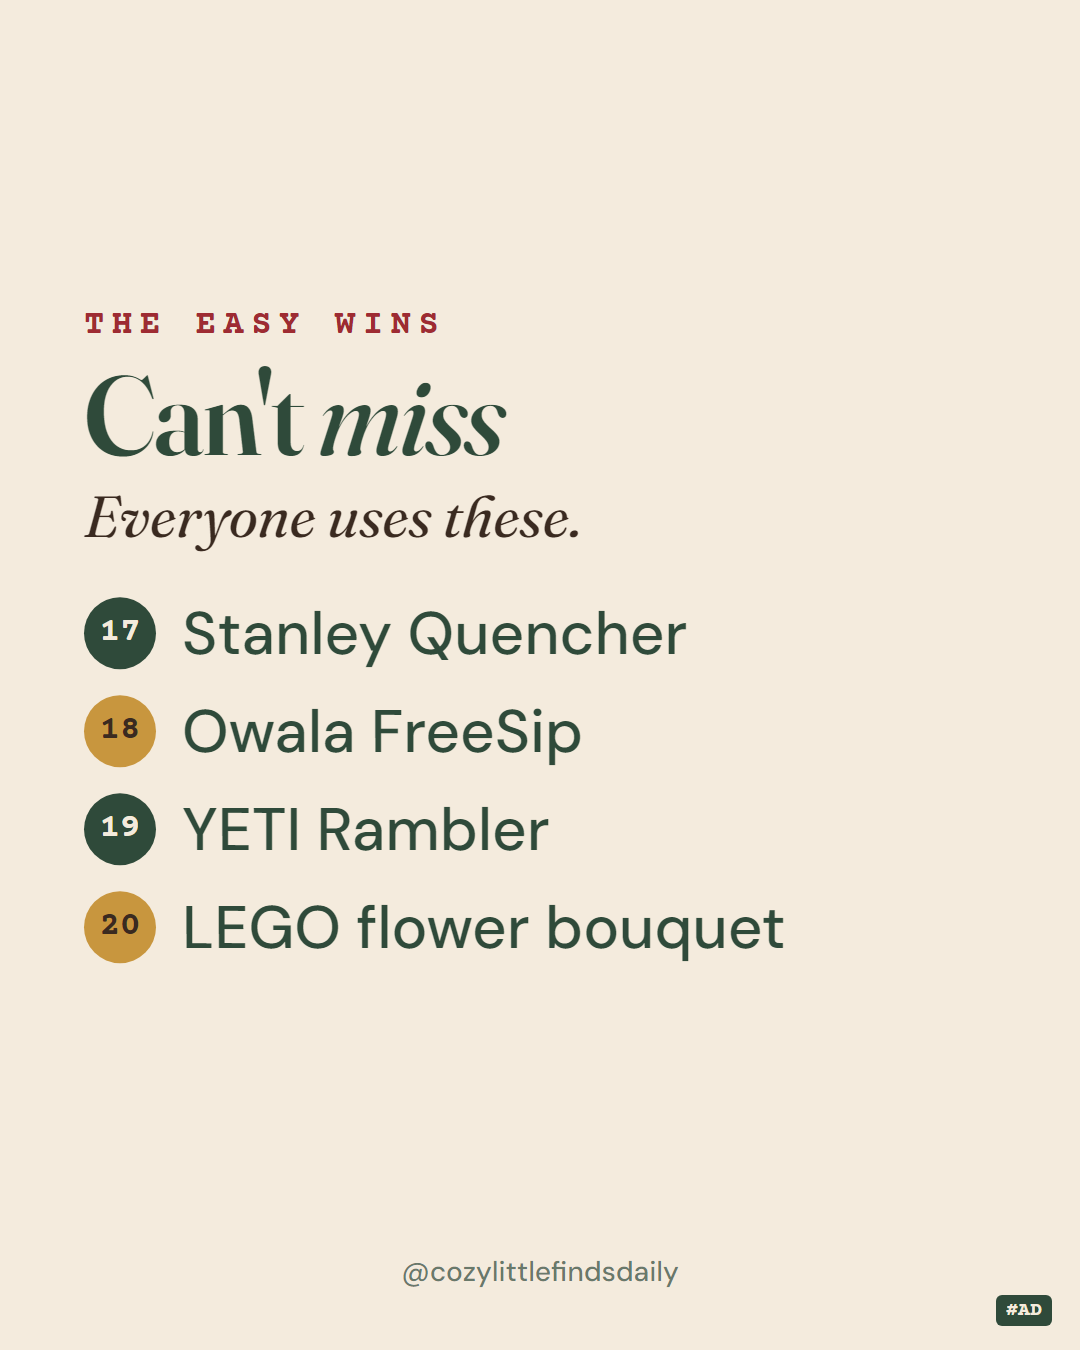 THE EASY WINS
Can't miss
Everyone uses these.
17 Stanley Quencher
18 Owala FreeSip
19 YETI Rambler
20 LEGO flower bouquet
@cozylittlefindsdaily
#AD